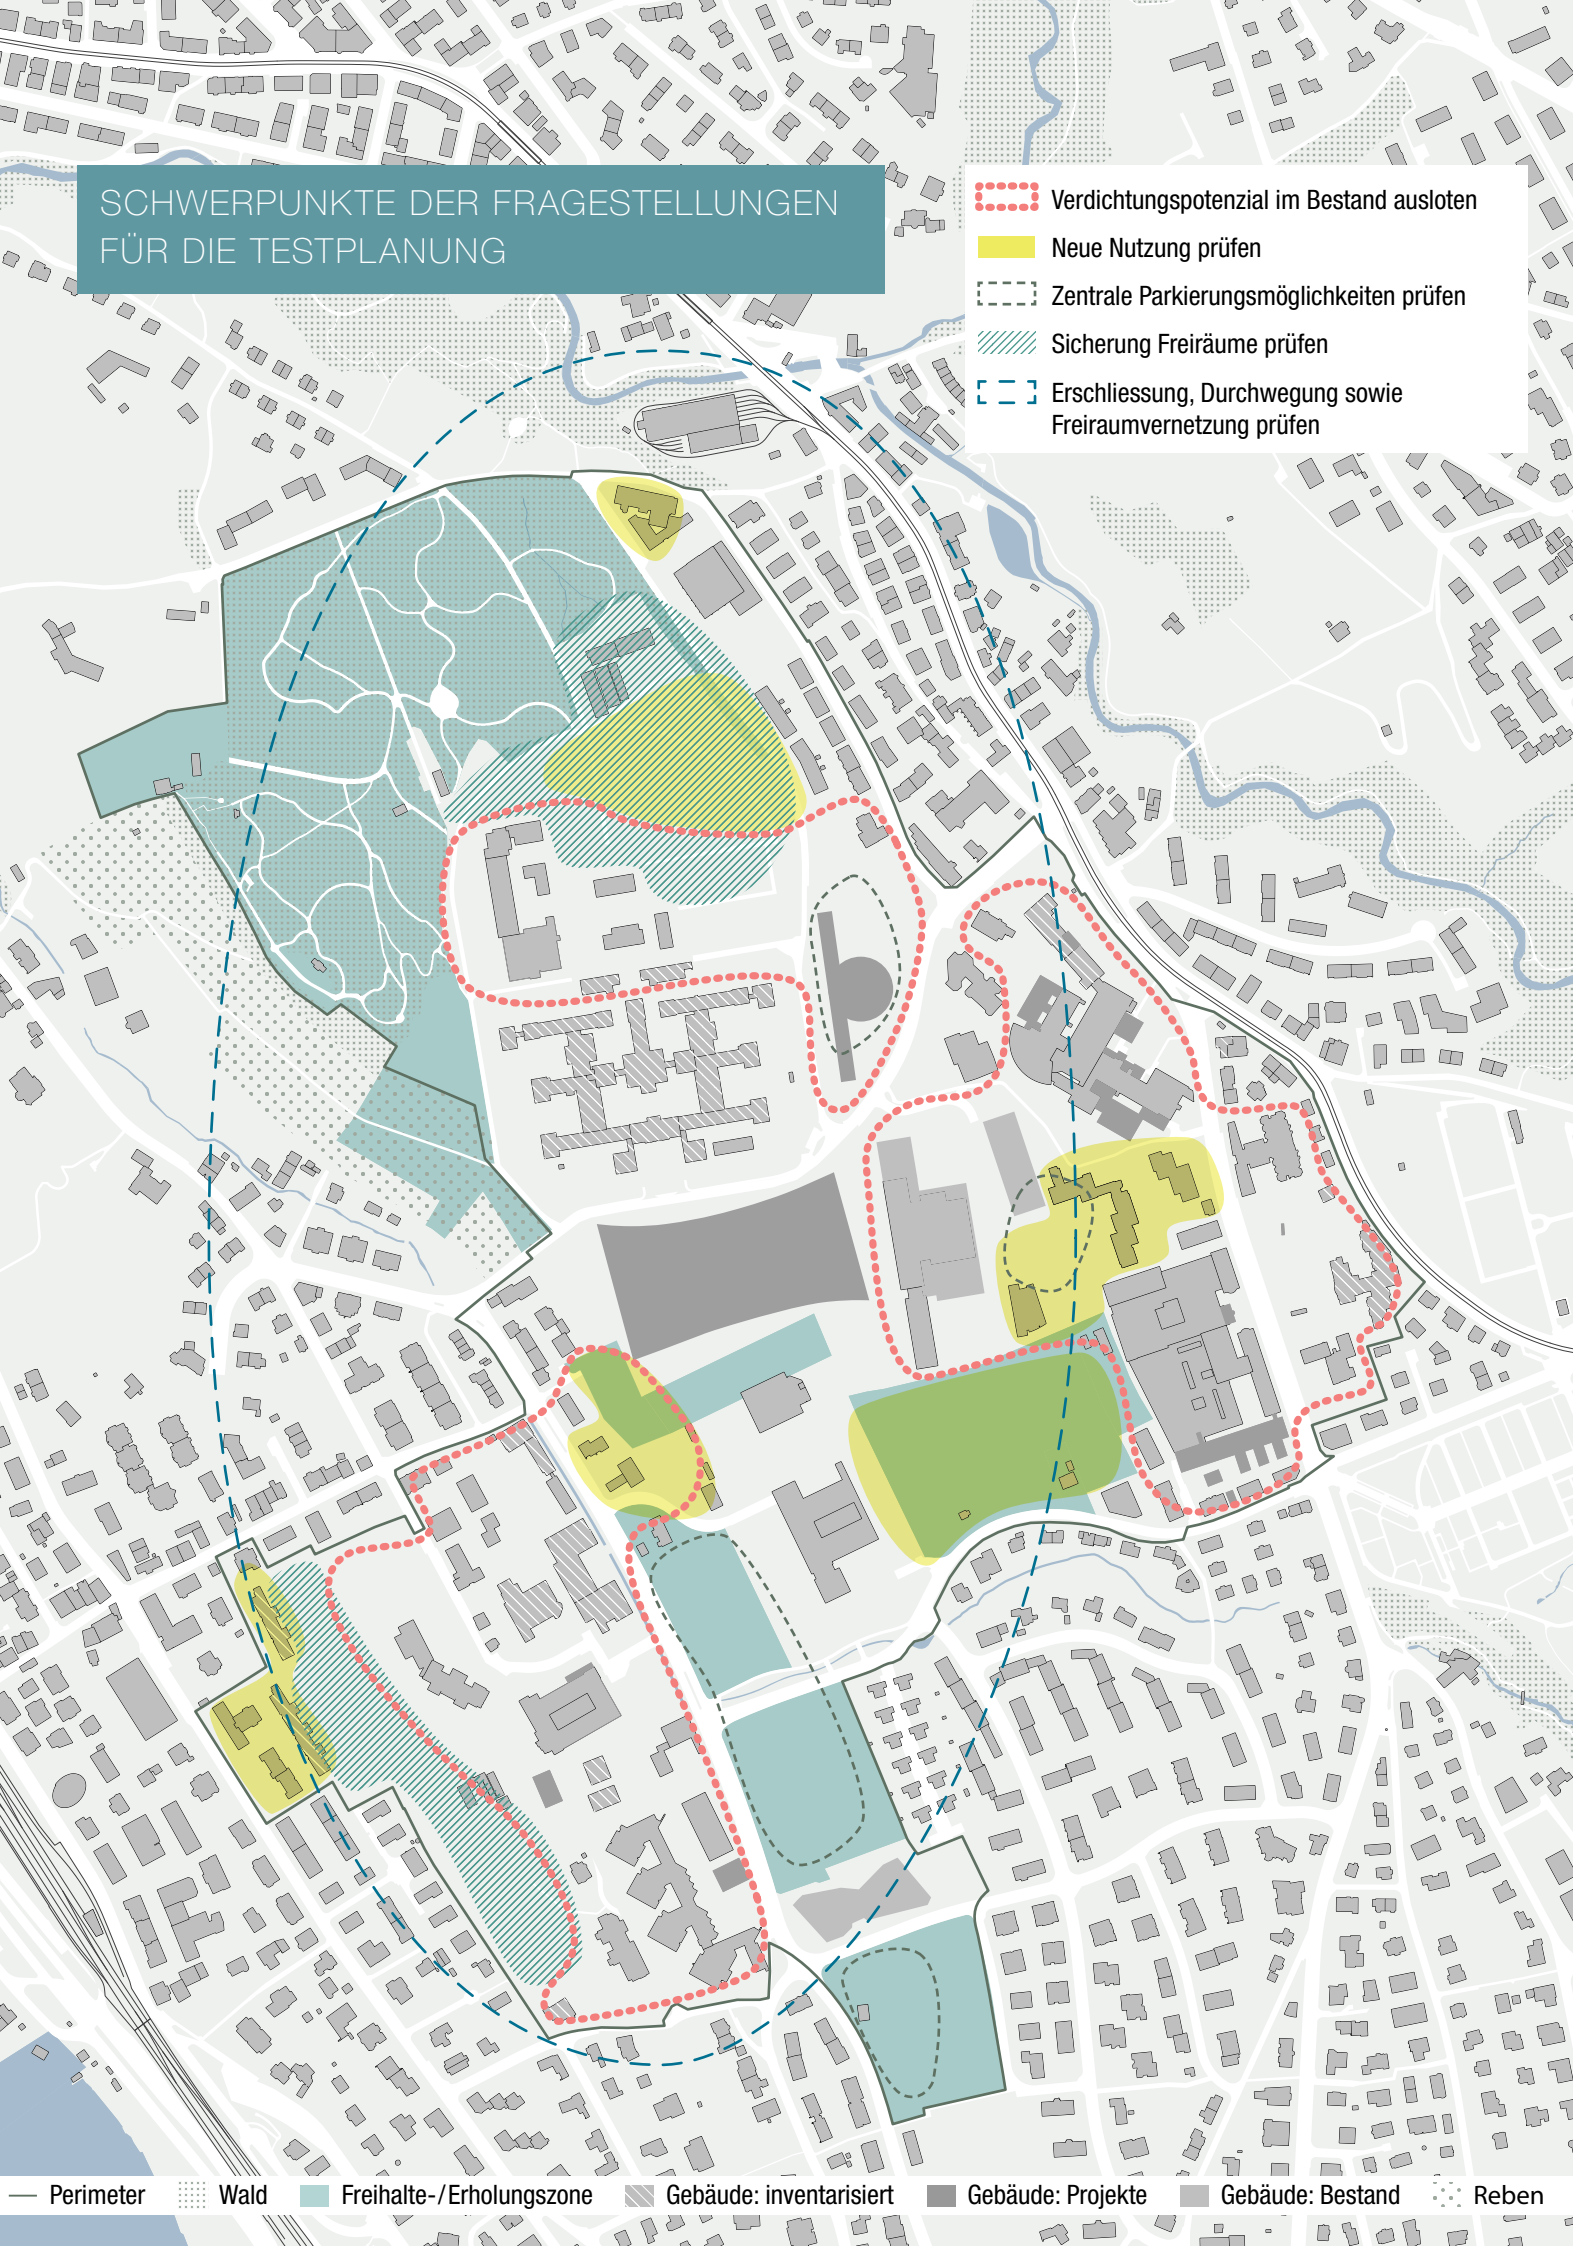 SCHWERPUNKTE DER FRAGESTELLUNGEN
FÜR DIE TESTPLANUNG
Verdichtungspotenzial im Bestand ausloten
Neue Nutzung prüfen
Zentrale Parkierungsmöglichkeiten prüfen
Sicherung Freiräume prüfen
Erschliessung, Durchwegung sowie
Freiraumvernetzung prüfen
Perimeter Wald Freihalte-/Erholungszone Gebäude: inventarisiert Gebäude: Projekte Gebäude: Bestand Reben